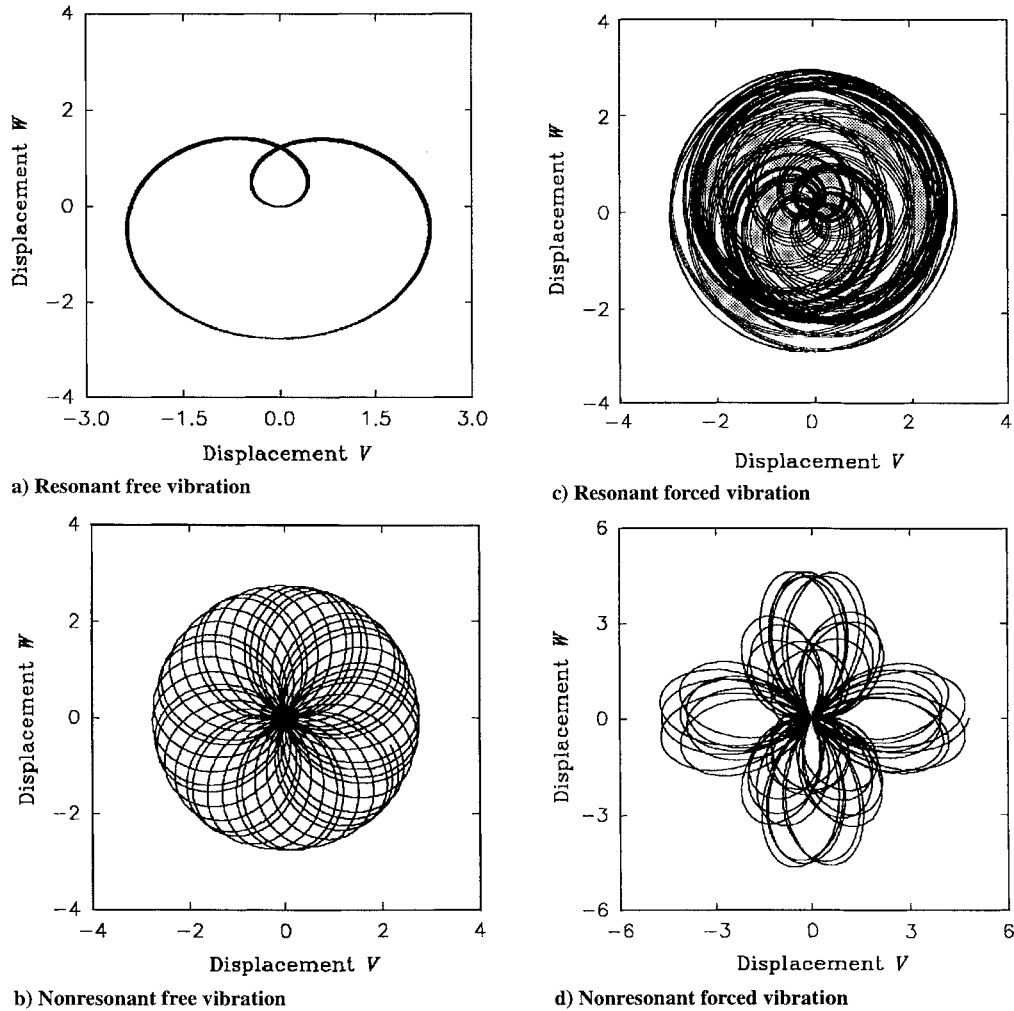 4
2
0
−2
−4
−3.0 −1.5 0.0 1.5 3.0
Displacement W
Displacement V
a) Resonant free vibration
4
2
0
−2
−4
−4 −2 0 2 4
Displacement W
Displacement V
b) Nonresonant free vibration
4
2
0
−2
−4
−4 −2 0 2 4
Displacement W
Displacement V
c) Resonant forced vibration
6
3
0
−3
−6
−6 −3 0 3 6
Displacement W
Displacement V
d) Nonresonant forced vibration